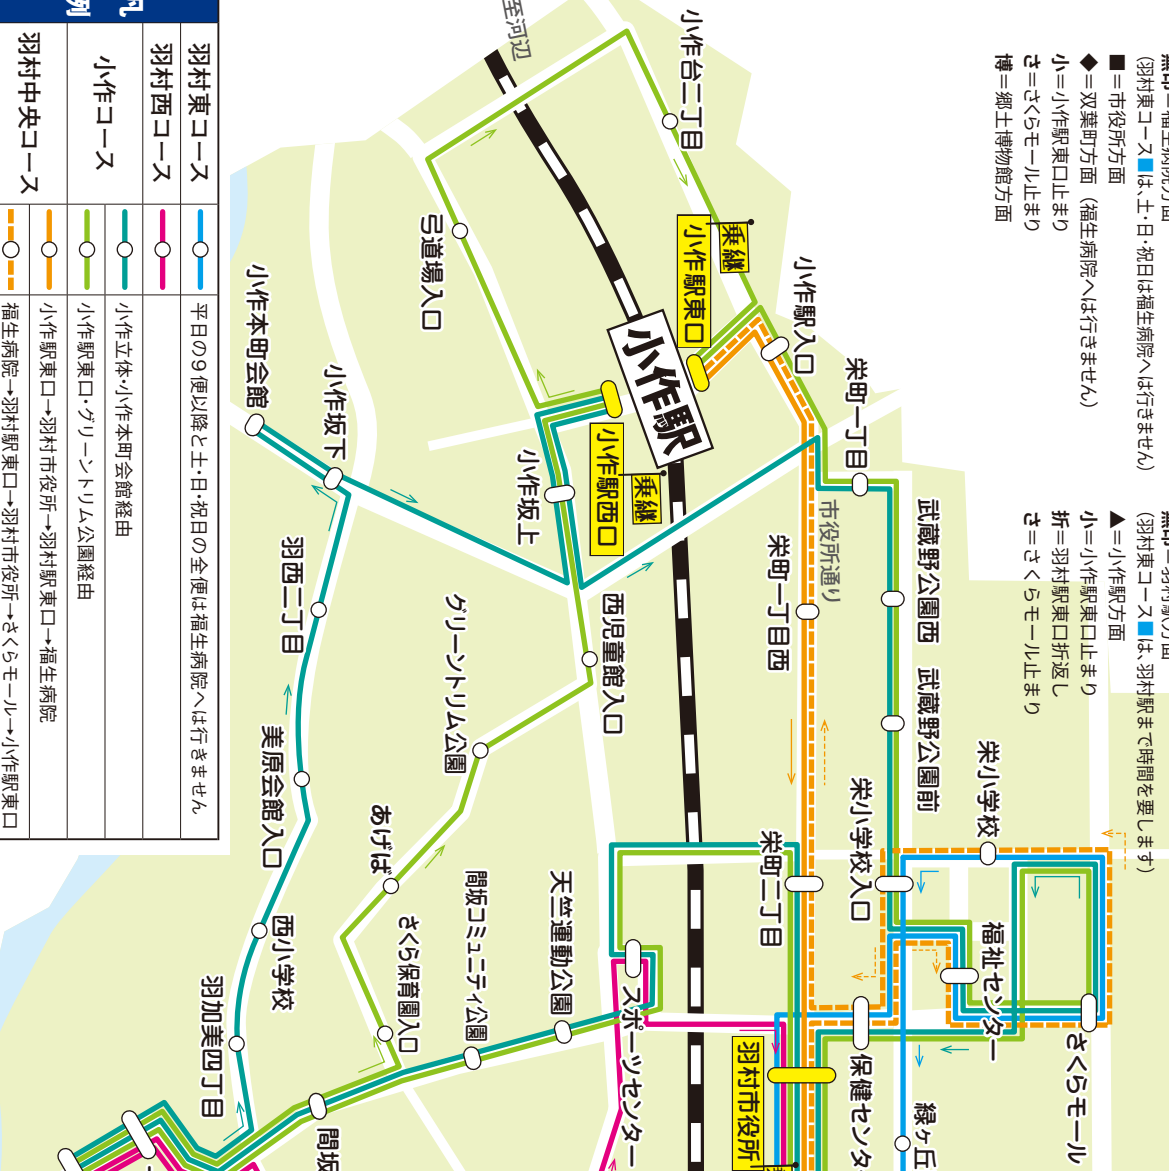 ■=市役所方面
◆=双葉町方面 (福生病院へは行きません)
小=小作駅東口止まり
さ=さくらモール止まり
博=郷土博物館方面
(羽村東コース■は、土・日・祝日は福生病院へは行きません)
(羽村東コース■は、羽村駅まで時間を要します)
▲=小作駅方面
小=小作駅東口止まり
折=羽村駅東口折返し
さ=さくらモール止まり
凡例
羽村東コース
平日の9便以降と土・日・祝日の全便は福生病院へは行きません
羽村西コース
小作コース
小作立体・小作本町会館経由
小作駅東口・グリーントリム公園経由
羽村中央コース
小作駅東口→羽村市役所→羽村駅東口→福生病院
福生病院→羽村駅東口→羽村市役所→さくらモール→小作駅東口
至河辺
小作台二丁目
乗継
小作駅東口
小作駅入口
弓道場入口
小作駅
栄町一丁目
小作本町会館
小作坂下
小作坂上
小作駅西口
乗継
市役所通り
武蔵野公園西
武蔵野公園前
栄町一丁目西
羽西二丁目
グリーントリム公園
西児童館入口
栄小学校
栄小学校入口
美原会館入口
あげば
栄町二丁目
間坂コミュニティ公園
天竺運動公園
さくら保育園入口
西小学校
羽加美四丁目
福祉センター
スポーツセンター
さくらモール
羽村市役所
保健センタ
緑ヶ丘
間坂